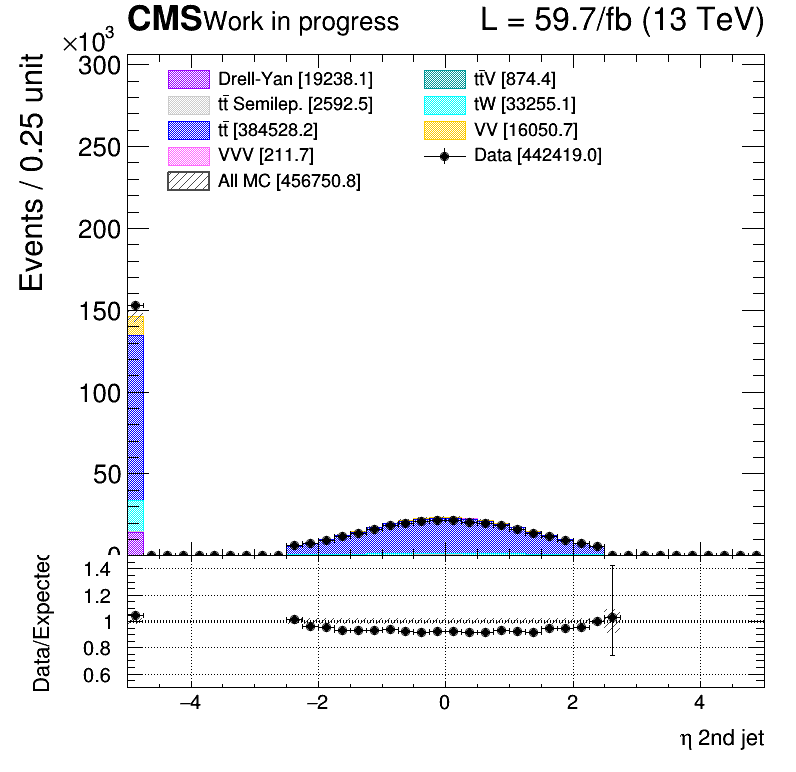 CMS Work in progress L = 59.7/fb (13 TeV)
×10³
Events / 0.25 unit
300
250
200
150
100
50
0
Drell-Yan [19238.1]
tt̄ Semilep. [2592.5]
tt̄ [384528.2]
VVV [211.7]
All MC [456750.8]
tt̄V [874.4]
tW [33255.1]
VV [16050.7]
Data [442419.0]
Data/Expected
1.4
1.2
1
0.8
0.6
−4 −2 0 2 4
η 2nd jet